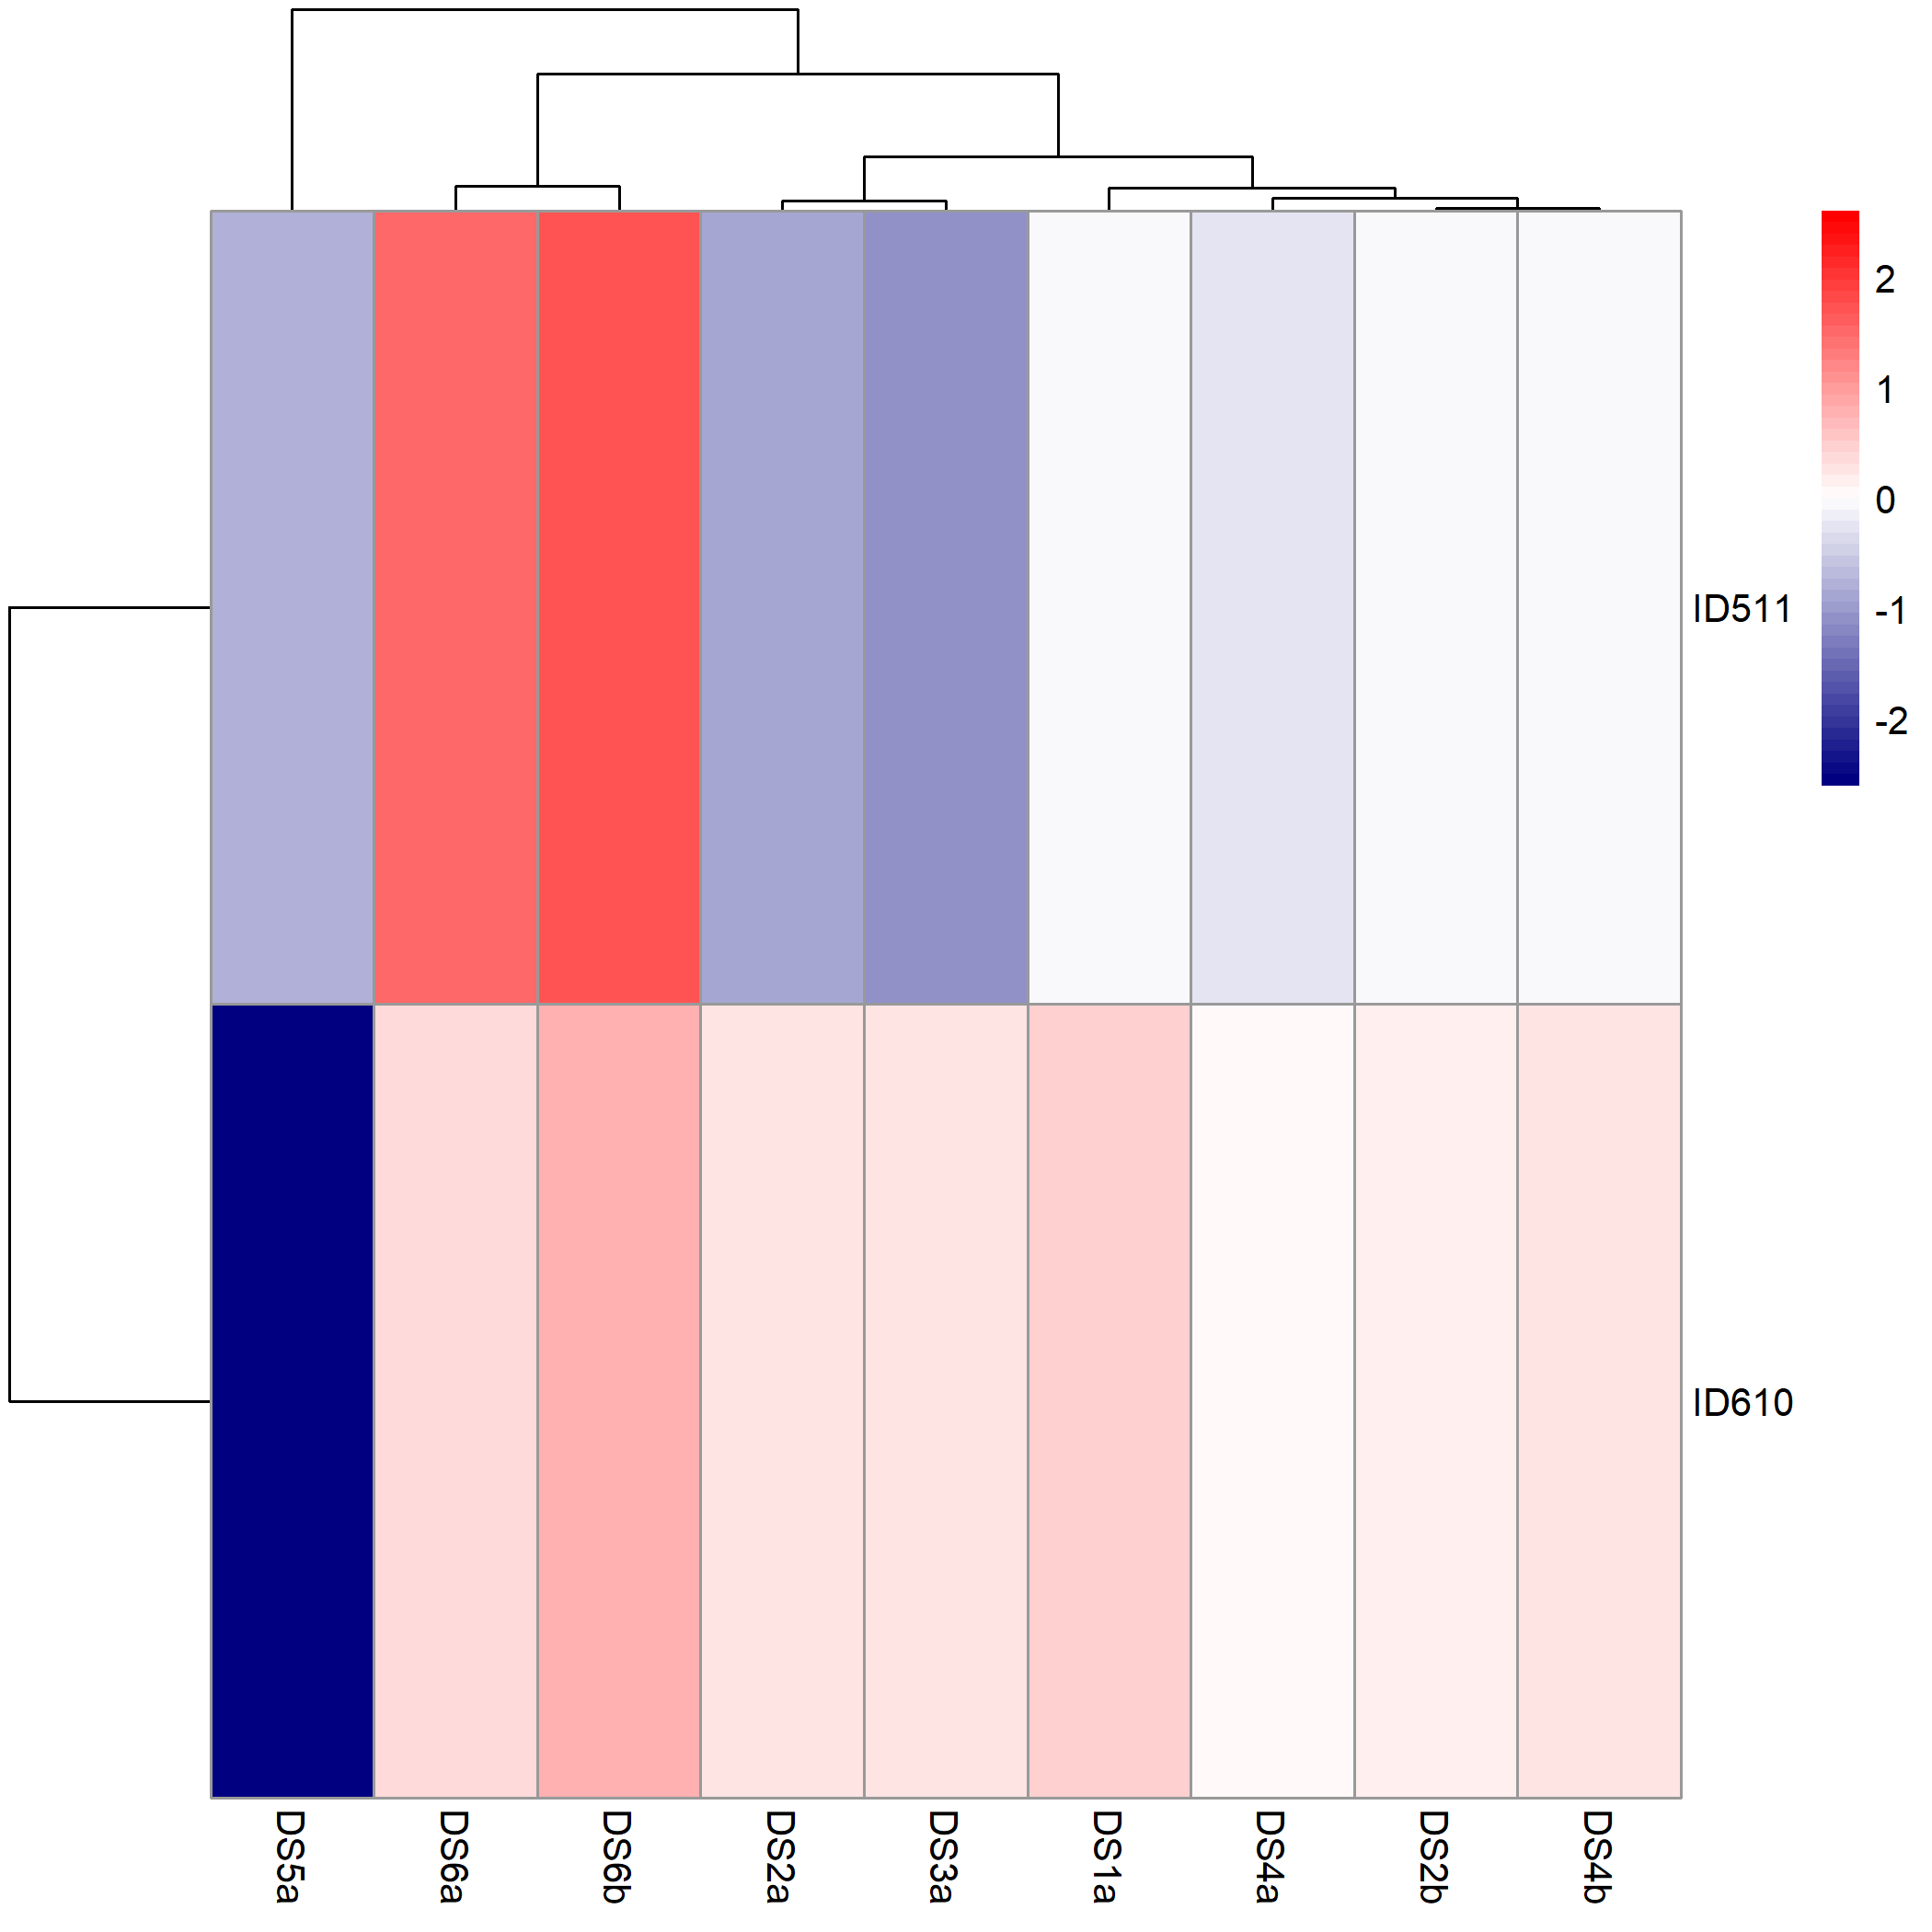 2
1
0
-1
-2
ID511
ID610
DS5a
DS6a
DS6b
DS2a
DS3a
DS1a
DS4a
DS2b
DS4b